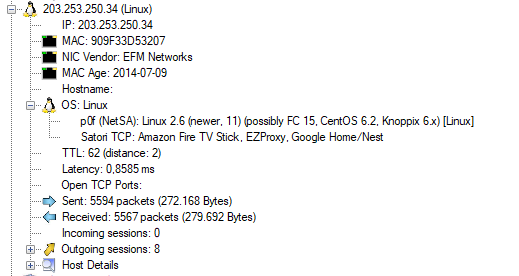 203.253.250.34 (Linux)
IP: 203.253.250.34
MAC: 909F33D53207
NIC Vendor: EFM Networks
MAC Age: 2014-07-09
Hostname:
OS: Linux
p0f (NetSA): Linux 2.6 (newer, 11) (possibly FC 15, CentOS 6.2, Knoppix 6.x) [Linux]
Satori TCP: Amazon Fire TV Stick, EZProxy, Google Home/Nest
TTL: 62 (distance: 2)
Latency: 0,8585 ms
Open TCP Ports:
Sent: 5594 packets (272.168 Bytes)
Received: 5567 packets (279.692 Bytes)
Incoming sessions: 0
Outgoing sessions: 8
Host Details